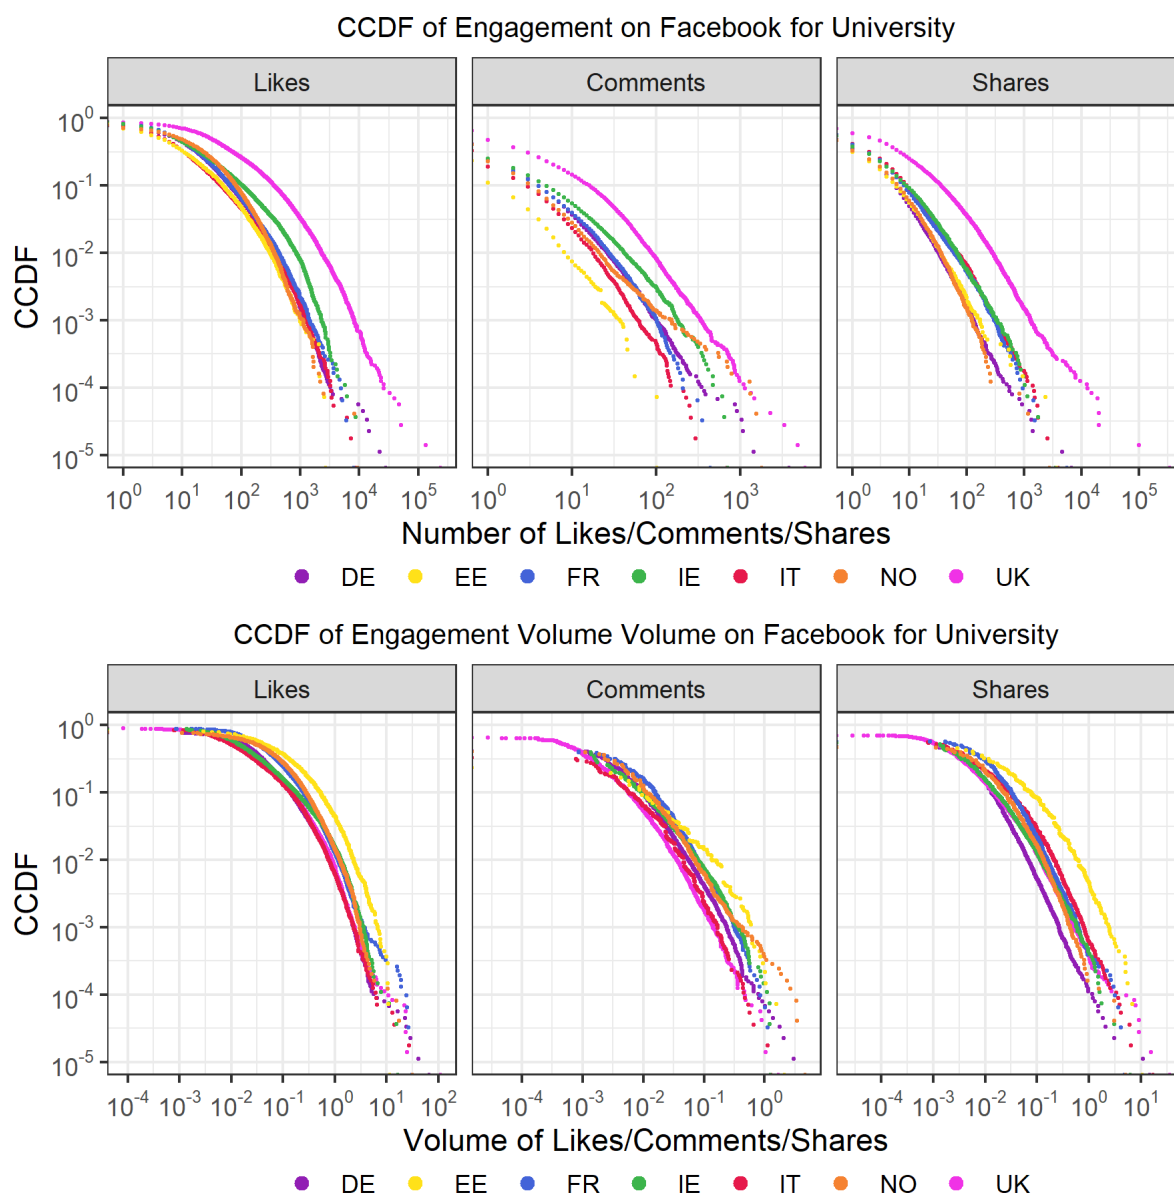 CCDF of Engagement on Facebook for University
Likes Comments Shares
10^0
10^-1
10^-2
10^-3
10^-4
10^-5
CCDF
10^0 10^1 10^2 10^3 10^4 10^5 10^0 10^1 10^2 10^3 10^0 10^1 10^2 10^3 10^4 10^5
Number of Likes/Comments/Shares
DE EE FR IE IT NO UK
CCDF of Engagement Volume Volume on Facebook for University
Likes Comments Shares
10^0
10^-1
10^-2
10^-3
10^-4
10^-5
CCDF
10^-4 10^-3 10^-2 10^-1 10^0 10^1 10^2 10^-4 10^-3 10^-2 10^-1 10^0 10^-4 10^-3 10^-2 10^-1 10^0 10^1
Volume of Likes/Comments/Shares
DE EE FR IE IT NO UK